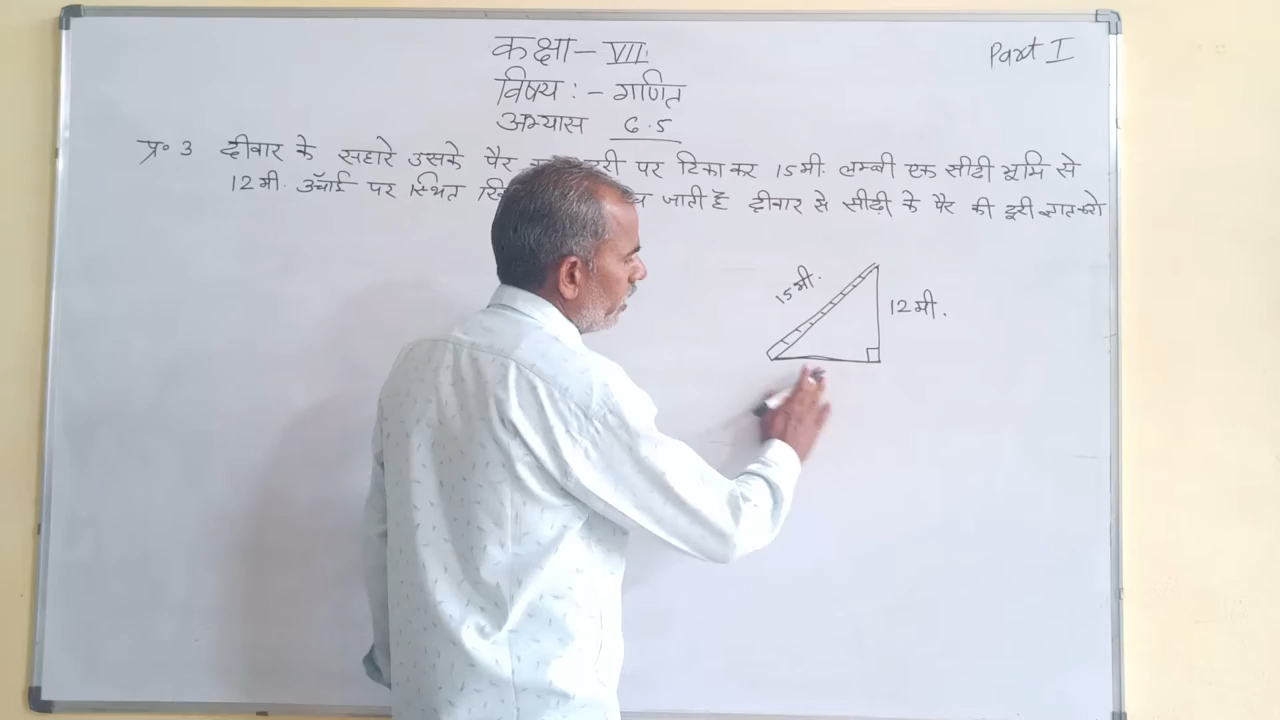 कक्षा - VII
Part I
विषय :- गणित
अभ्यास 6.5
प्र० 3 दीवार के सहारे उसके पैर पर टिका कर 15मी. लम्बी एक सीढ़ी भूमि से
12 मी. ऊँचाई पर स्थित जाती हैं दीवार से सीढ़ी के पैर की दूरी ज्ञात करो
15 मी.
12 मी.